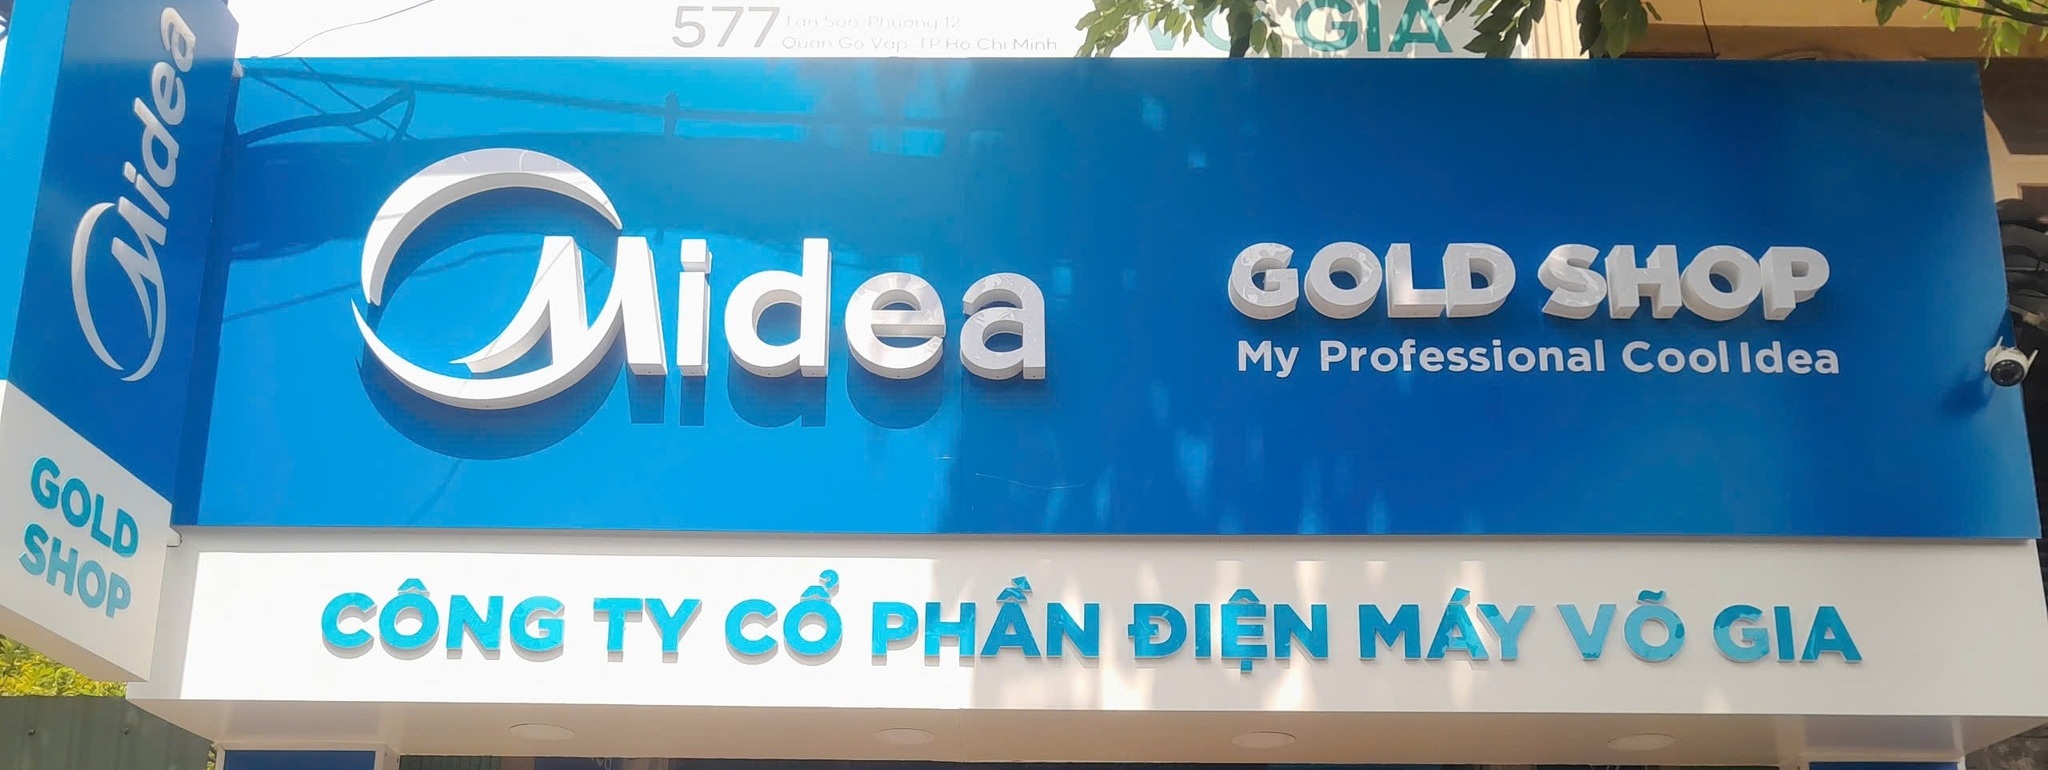 577 Tan Son, Phuong 12
Quan Go Vap, TP Ho Chi Minh
VÕ GIA
Midea
GOLD
SHOP
Midea
GOLD SHOP
My Professional Cool Idea
CÔNG TY CỔ PHẦN ĐIỆN MÁY VÕ GIA